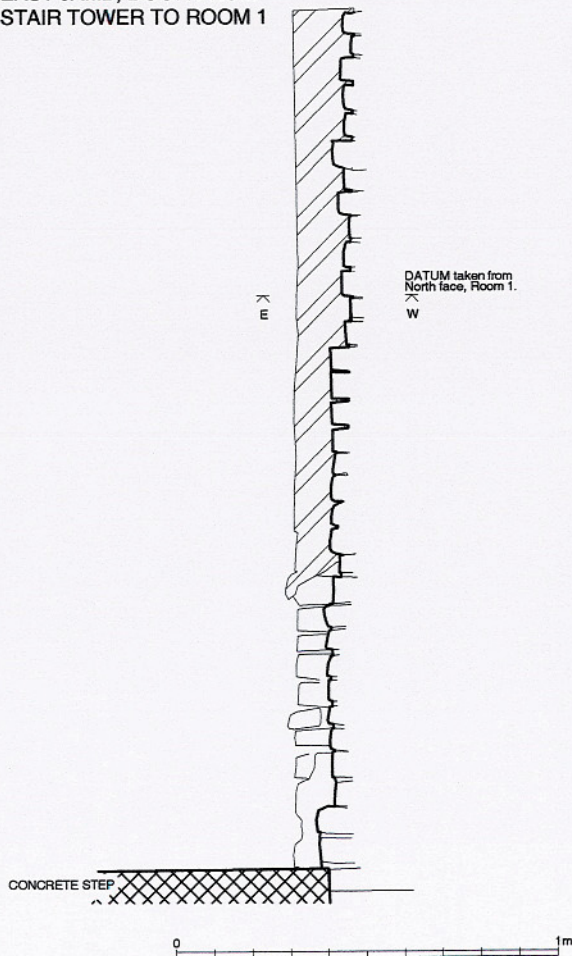 STAIR TOWER TO ROOM 1
DATUM taken from
North face, Room 1.
E
W
CONCRETE STEP
0
1m